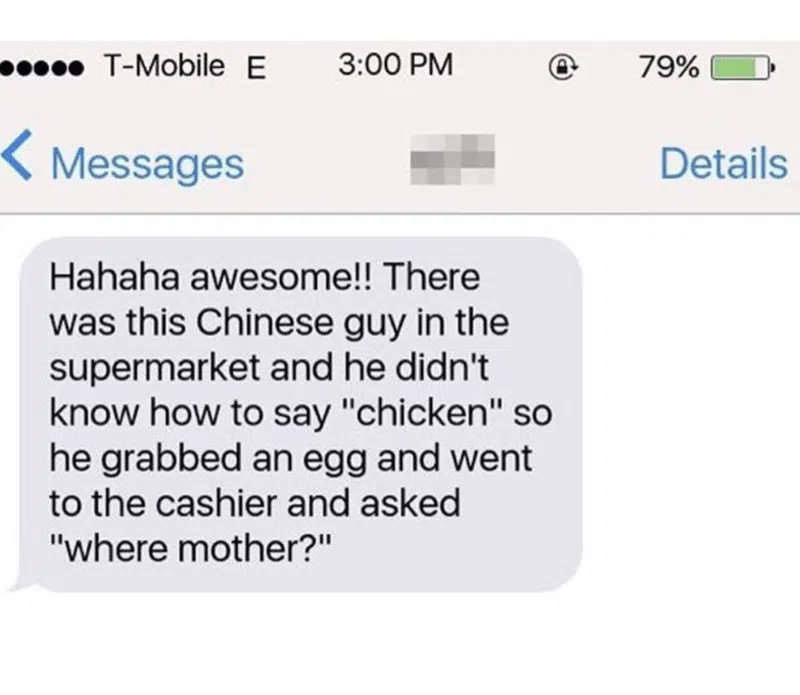 T-Mobile E 3:00 PM 79%
Messages Details
Hahaha awesome!! There
was this Chinese guy in the
supermarket and he didn't
know how to say "chicken" so
he grabbed an egg and went
to the cashier and asked
"where mother?"